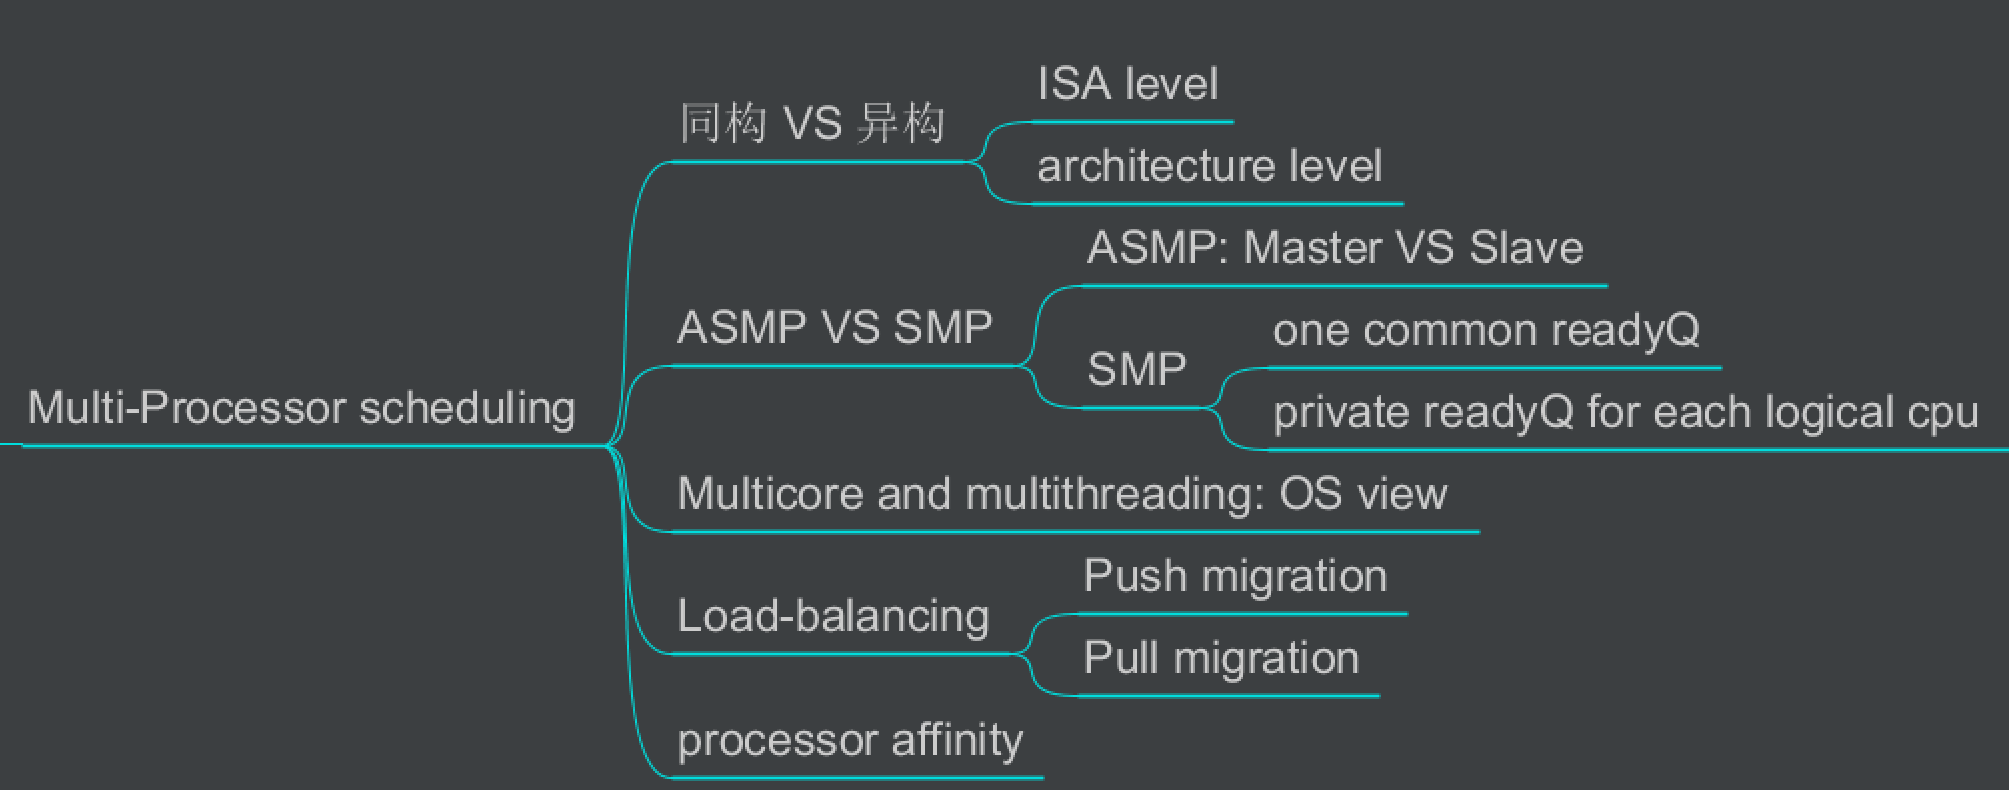 Multi-Processor scheduling
同构 VS 异构
ISA level
architecture level
ASMP VS SMP
ASMP: Master VS Slave
SMP
one common readyQ
private readyQ for each logical cpu
Multicore and multithreading: OS view
Load-balancing
Push migration
Pull migration
processor affinity